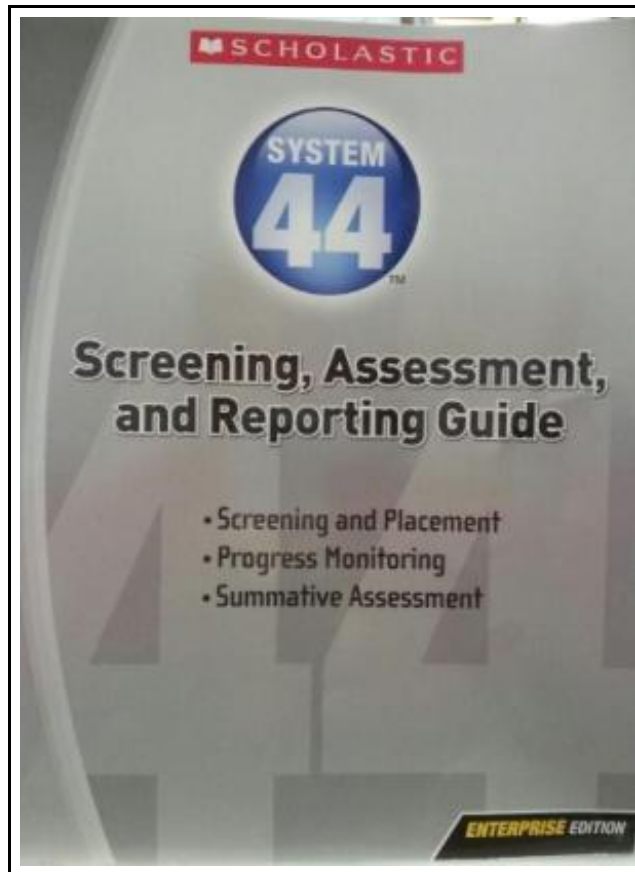 SCHOLASTIC
SYSTEM
44
TM
Screening, Assessment,
and Reporting Guide
• Screening and Placement
• Progress Monitoring
• Summative Assessment
ENTERPRISE EDITION